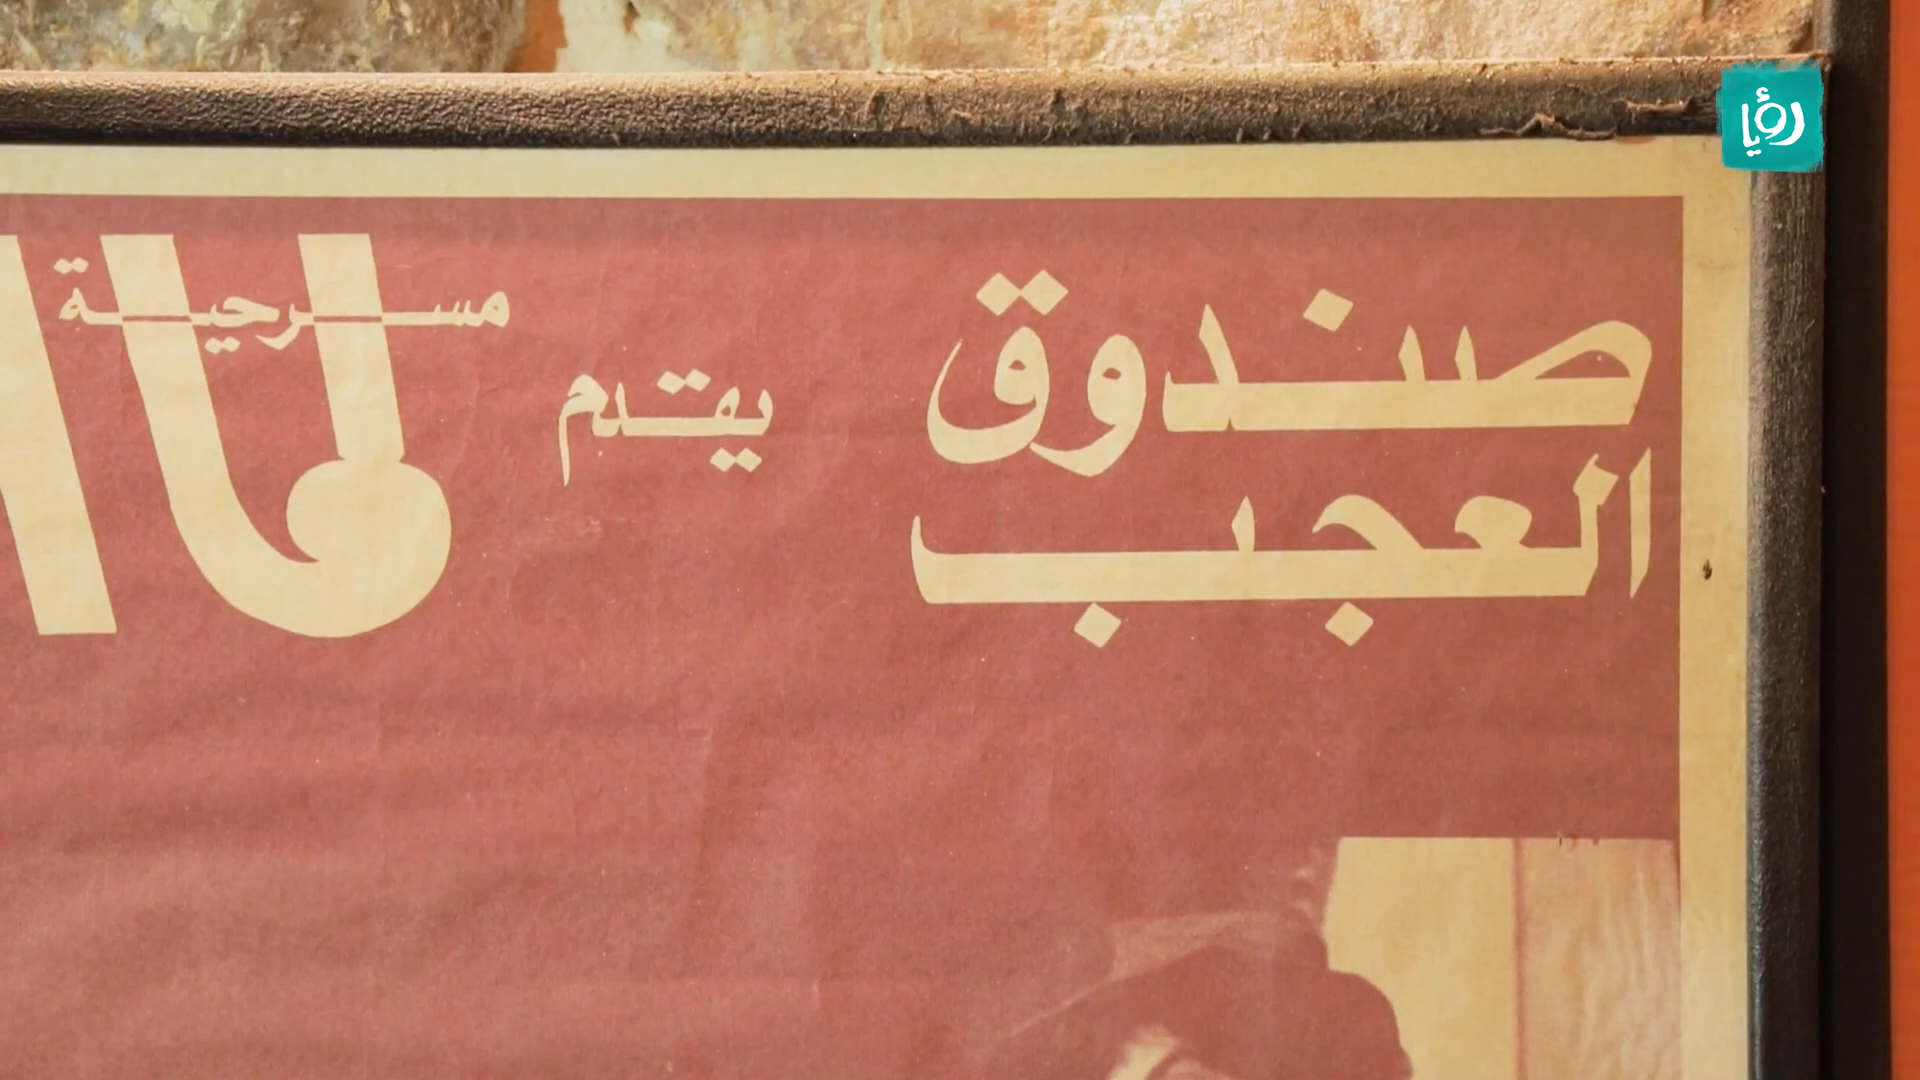 صندوق
العجب
يقدم
مسرحية
رؤيا